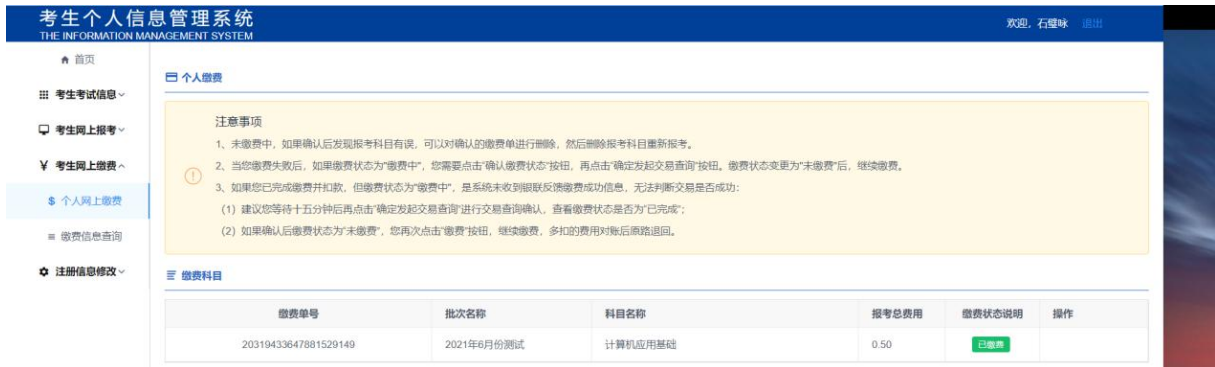 考生个人信息管理系统
THE INFORMATION MANAGEMENT SYSTEM
欢迎, 石璧咏 退出
首页
考生考试信息
考生网上报考
¥ 考生网上缴费
$ 个人网上缴费
缴费信息查询
注册信息修改
个人缴费
注意事项
1、未缴费中，如果确认后发现报考科目有误，可以对确认的缴费单进行删除，然后删除报考科目重新报考。
2、当您缴费失败后，如果缴费状态为"缴费中"，您需要点击"确认缴费状态"按钮，再点击"确定发起交易查询"按钮。缴费状态变更为"未缴费"后，继续缴费。
3、如果您已完成缴费并扣款，但缴费状态为"缴费中"，是系统未收到银联反馈缴费成功信息，无法判断交易是否成功：
(1) 建议您等待十五分钟后再点击"确定发起交易查询"进行交易查询确认，查看缴费状态是否为"已完成"；
(2) 如果确认后缴费状态为"未缴费"，您再次点击"缴费"按钮，继续缴费，多扣的费用对账后原路退回。
缴费科目
缴费单号 批次名称 科目名称 报考总费用 缴费状态说明 操作
20319433647881529149 2021年6月份测试 计算机应用基础 0.50 已缴费